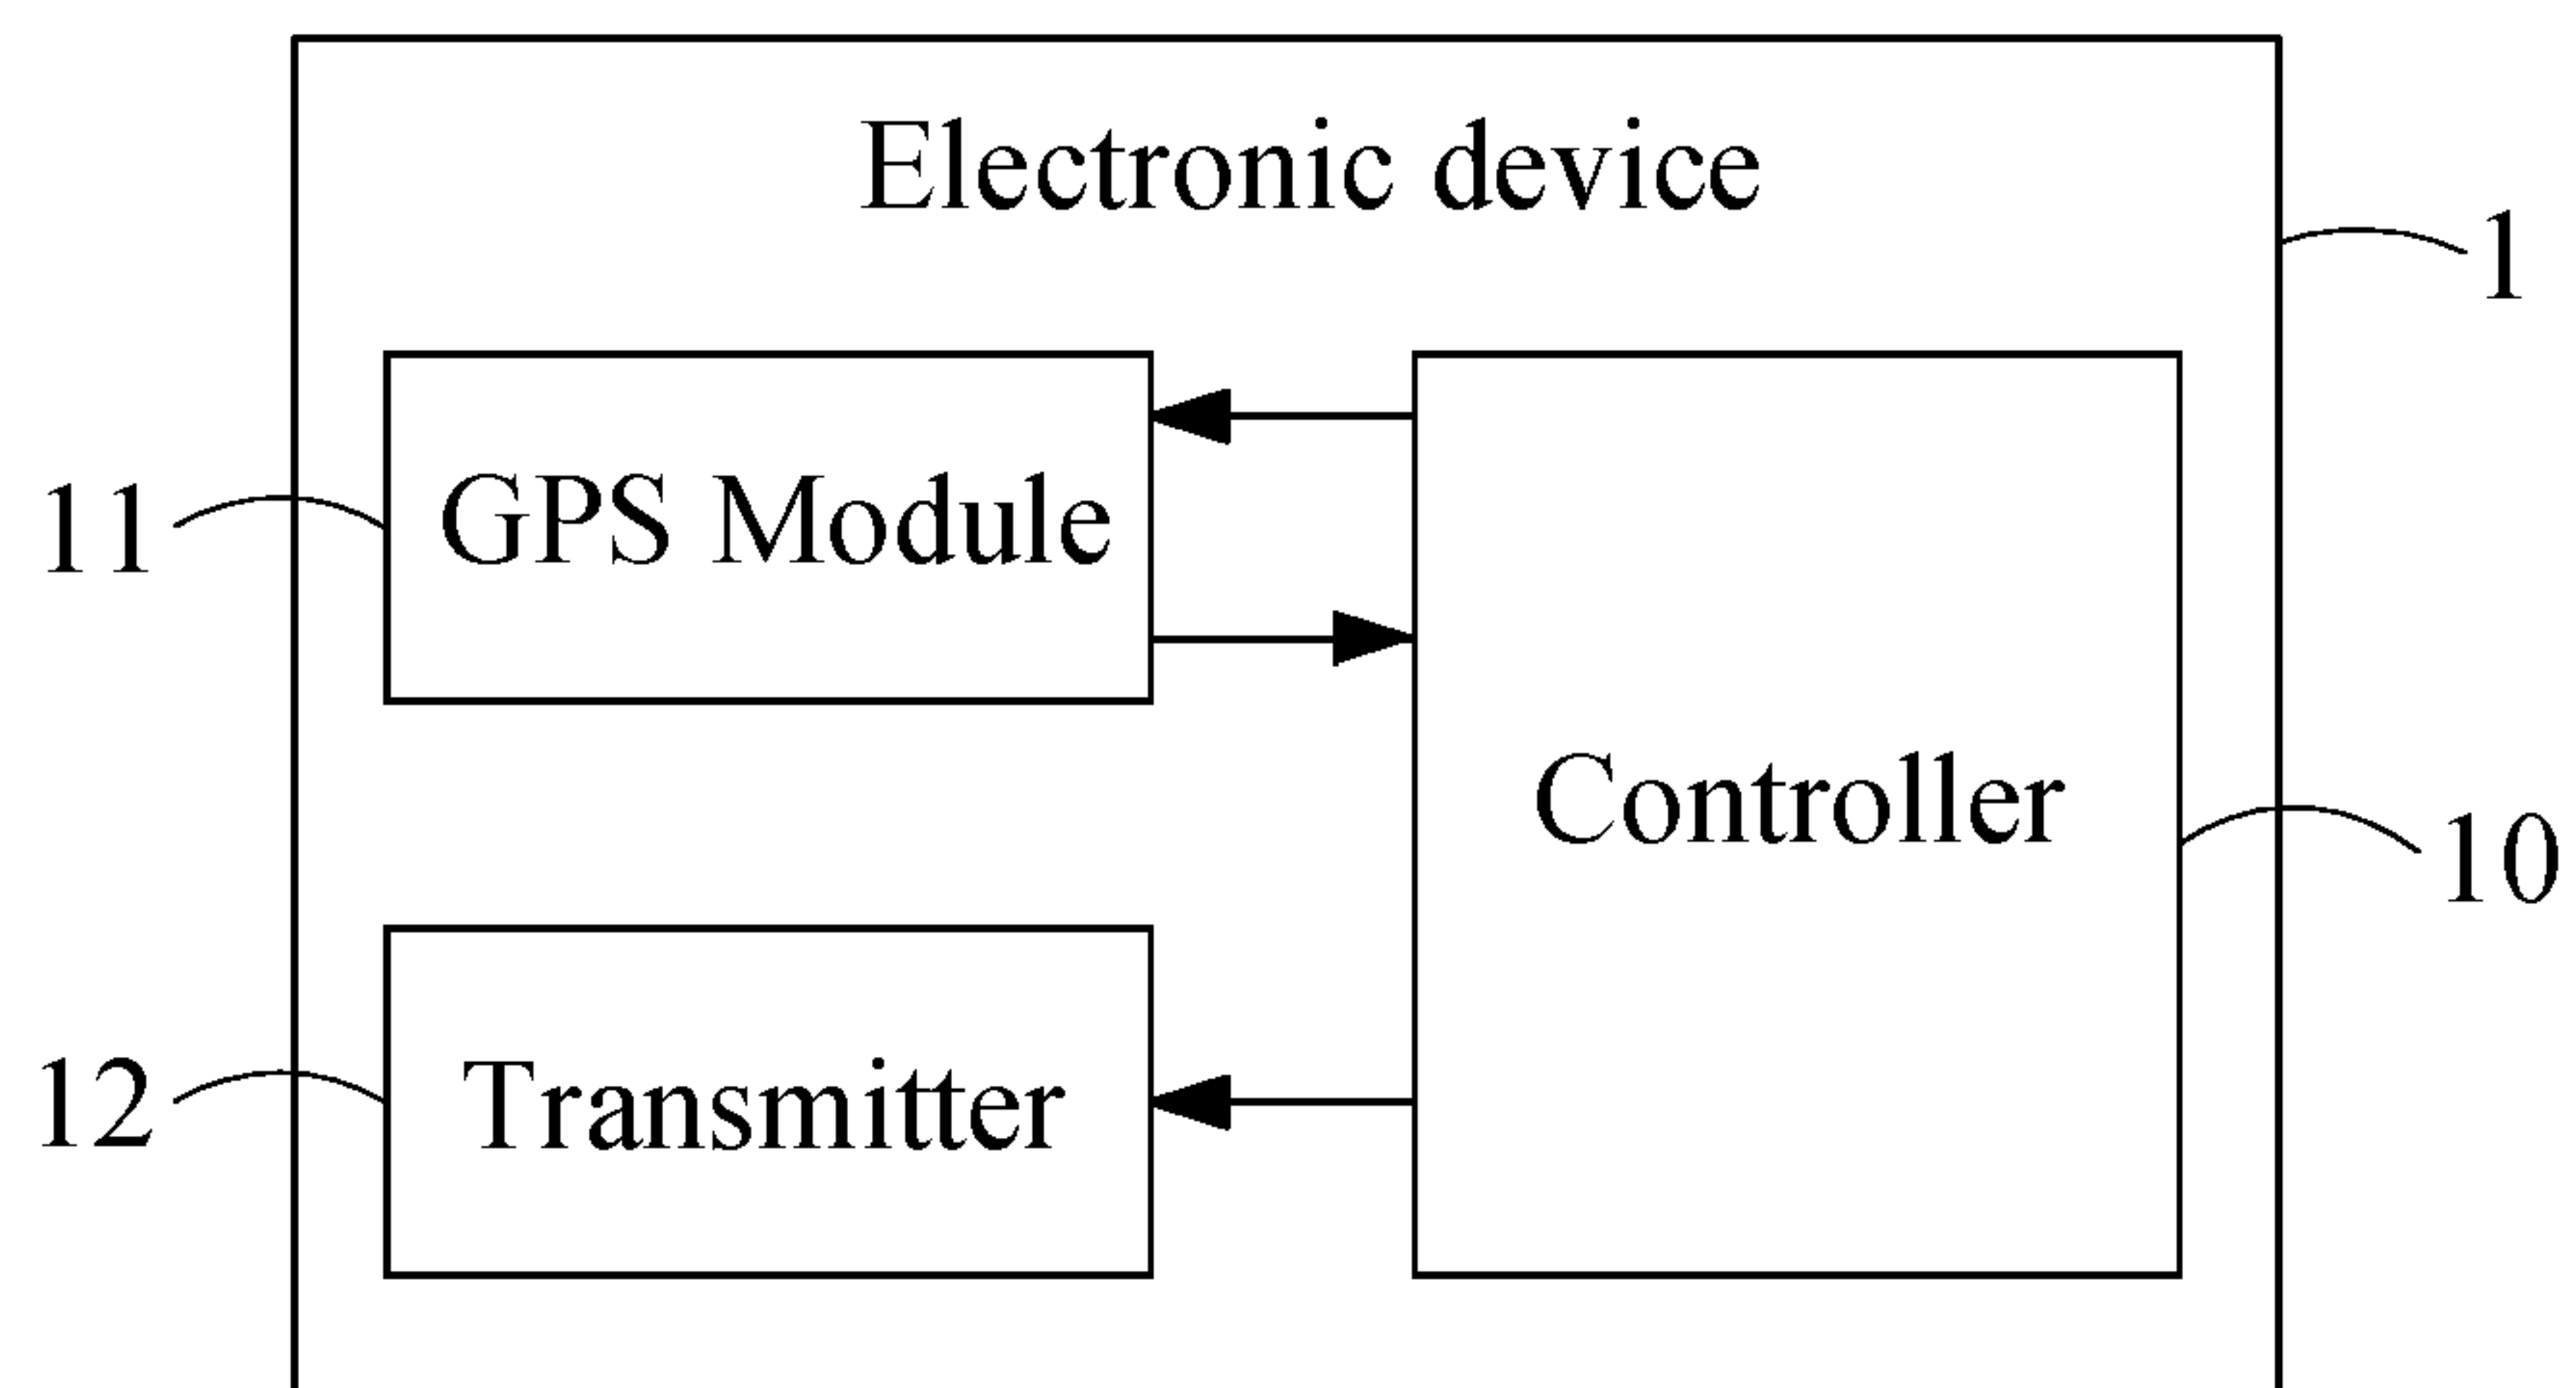 Electronic device
1
11
GPS Module
Controller
10
12
Transmitter